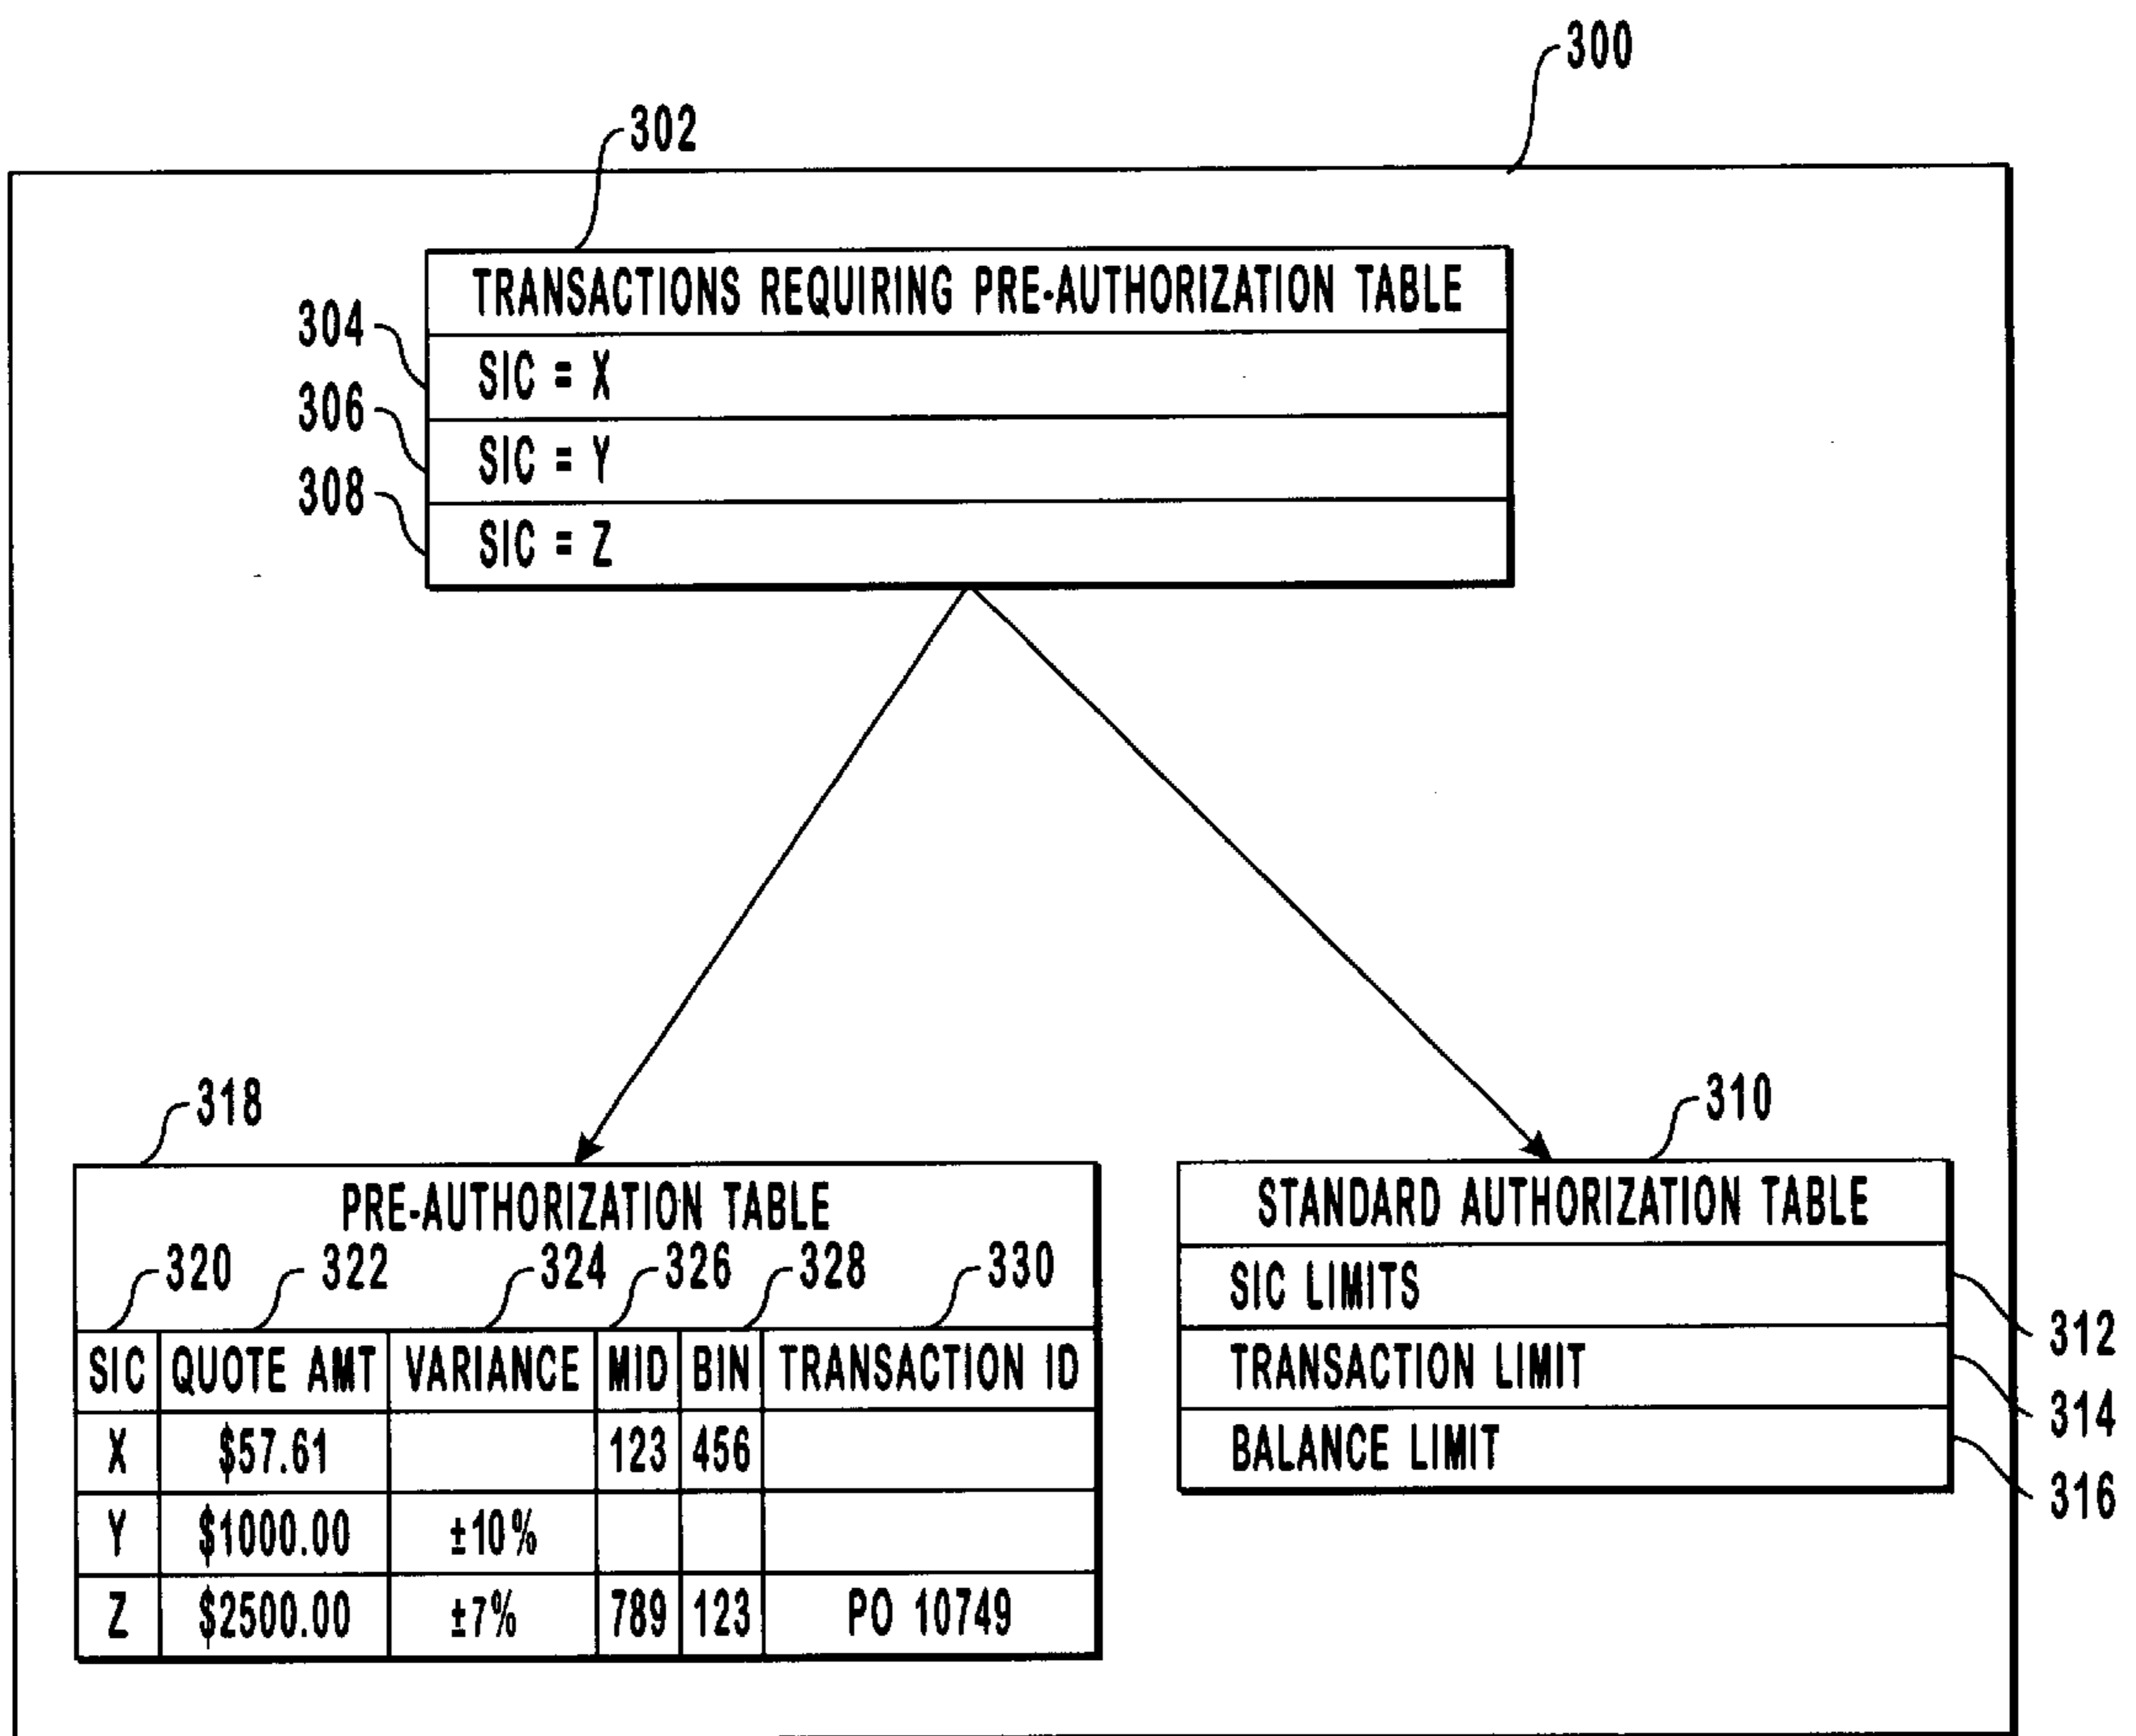 300
302
TRANSACTIONS REQUIRING PRE-AUTHORIZATION TABLE
304
SIC = X
306
SIC = Y
308
SIC = Z
318
PRE-AUTHORIZATION TABLE
320 322 324 326 328 330
SIC QUOTE AMT VARIANCE MID BIN TRANSACTION ID
X $57.61 123 456
Y $1000.00 ±10%
Z $2500.00 ±7% 789 123 PO 10749
310
STANDARD AUTHORIZATION TABLE
SIC LIMITS
312
TRANSACTION LIMIT
314
BALANCE LIMIT
316